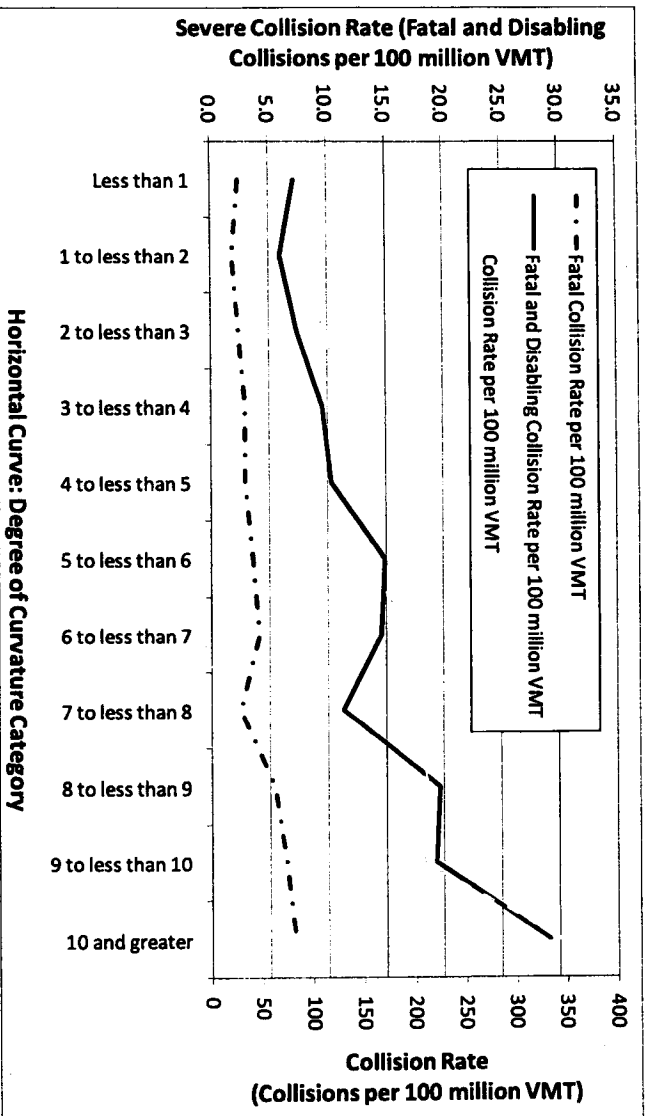 Severe Collision Rate (Fatal and Disabling
Collisions per 100 million VMT)
35.0
30.0
25.0
20.0
15.0
10.0
5.0
0.0
Fatal Collision Rate per 100 million VMT
Fatal and Disabling Collision Rate per 100 million VMT
Collision Rate per 100 million VMT
Less than 1
1 to less than 2
2 to less than 3
3 to less than 4
4 to less than 5
5 to less than 6
6 to less than 7
7 to less than 8
8 to less than 9
9 to less than 10
10 and greater
Horizontal Curve: Degree of Curvature Category
400
350
300
250
200
150
100
50
0
Collision Rate
(Collisions per 100 million VMT)